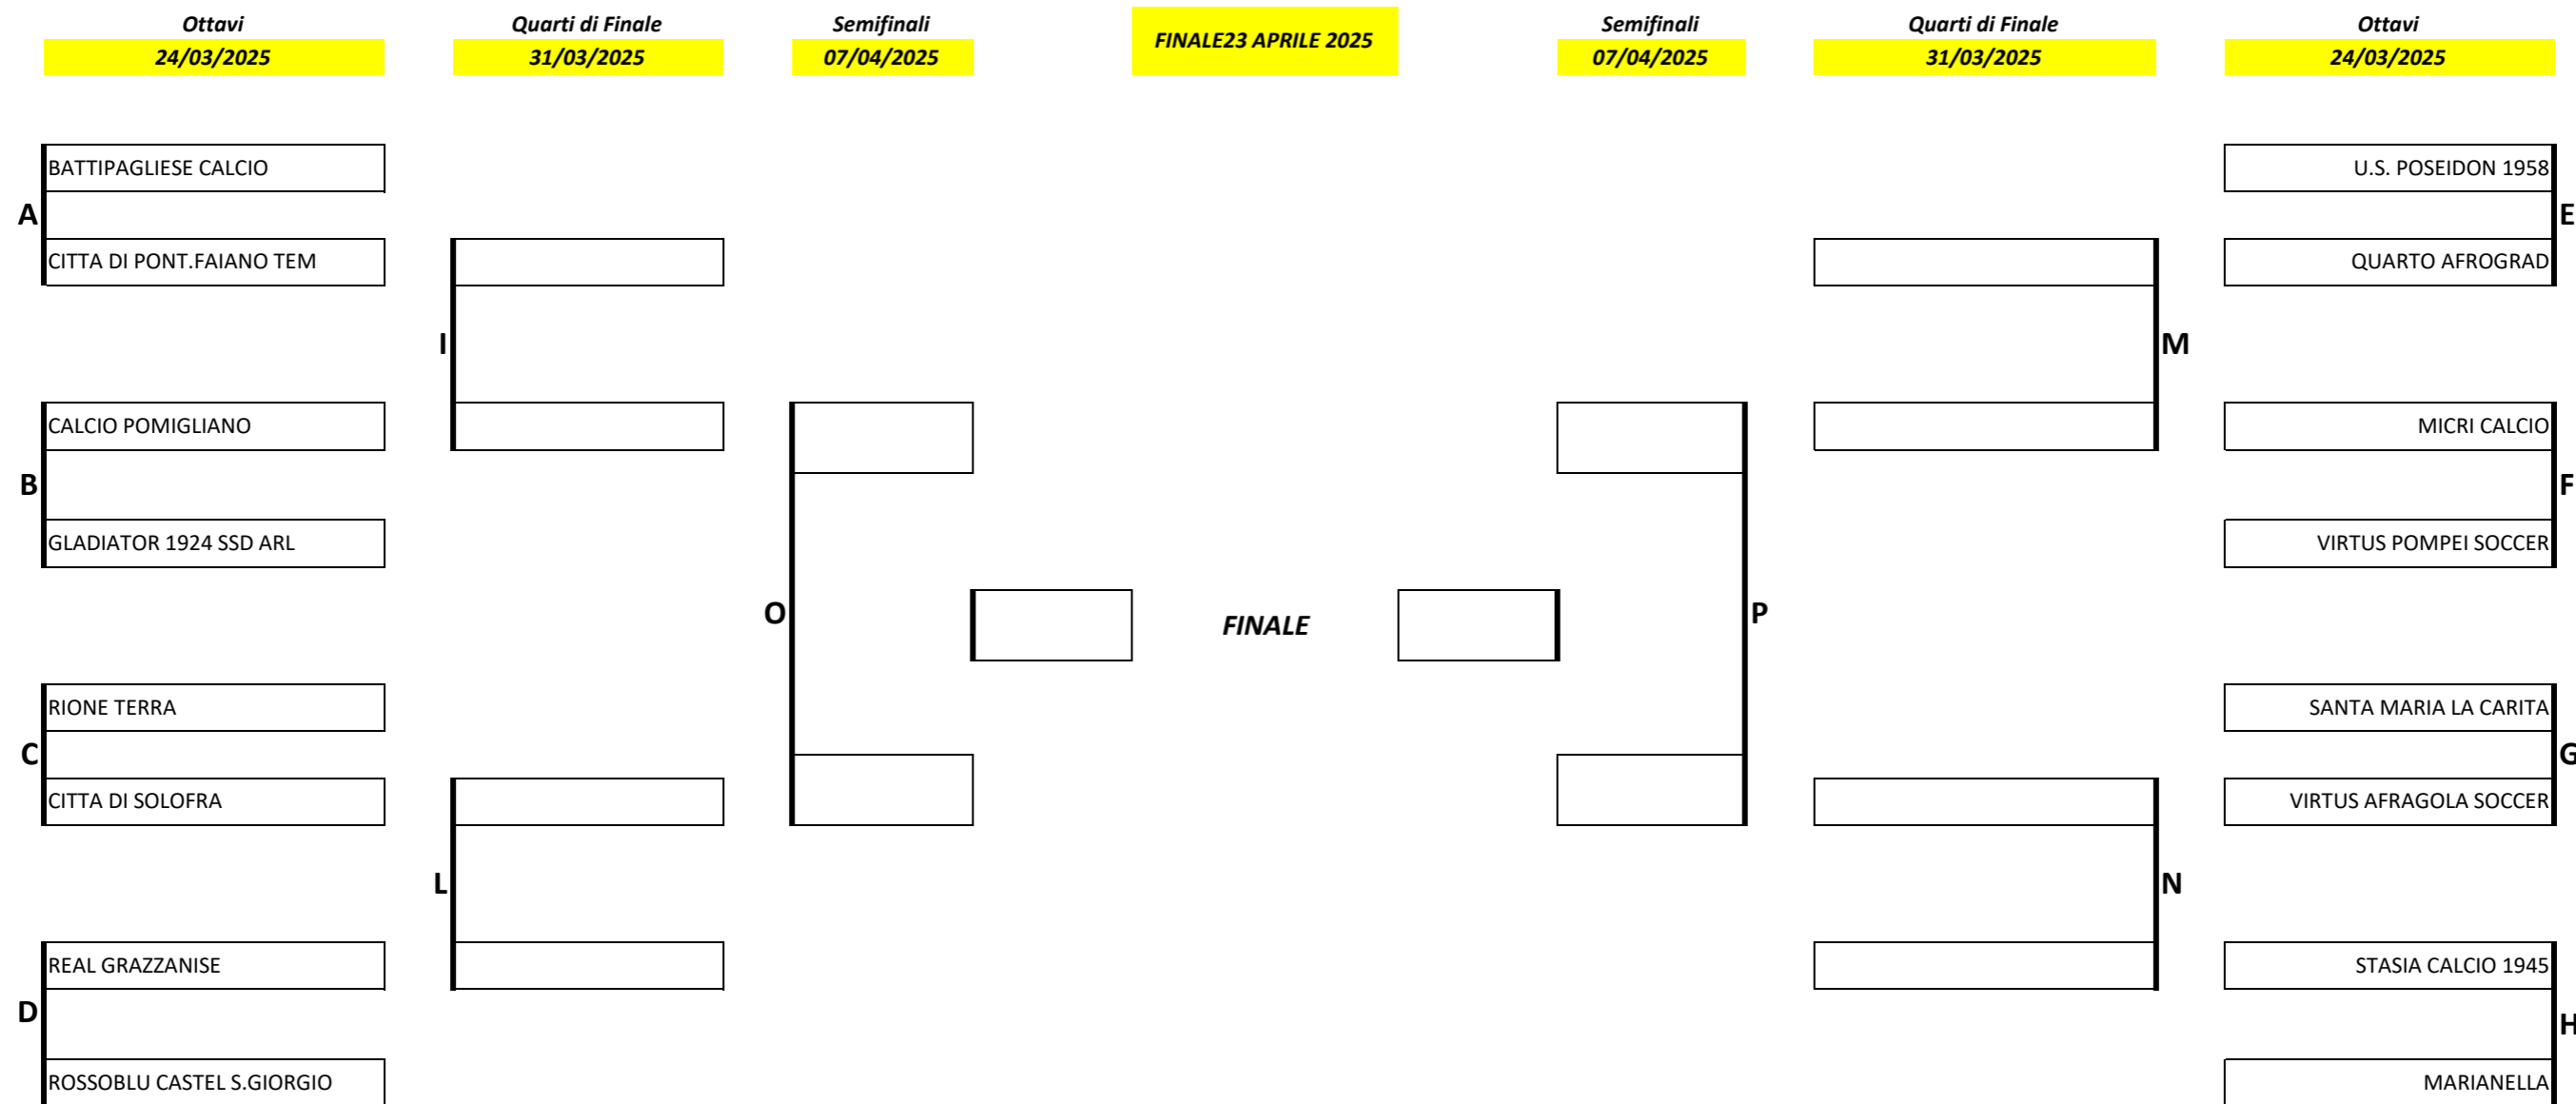 Ottavi Quarti di Finale Semifinali FINALE23 APRILE 2025 Semifinali Quarti di Finale Ottavi
24/03/2025 31/03/2025 07/04/2025 07/04/2025 31/03/2025 24/03/2025
BATTIPAGLIESE CALCIO U.S. POSEIDON 1958
A E
CITTA DI PONT.FAIANO TEM QUARTO AFROGRAD
I M
CALCIO POMIGLIANO MICRI CALCIO
B F
GLADIATOR 1924 SSD ARL VIRTUS POMPEI SOCCER
O FINALE P
RIONE TERRA SANTA MARIA LA CARITA
C G
CITTA DI SOLOFRA VIRTUS AFRAGOLA SOCCER
L N
REAL GRAZZANISE STASIA CALCIO 1945
D H
ROSSOBLU CASTEL S.GIORGIO MARIANELLA